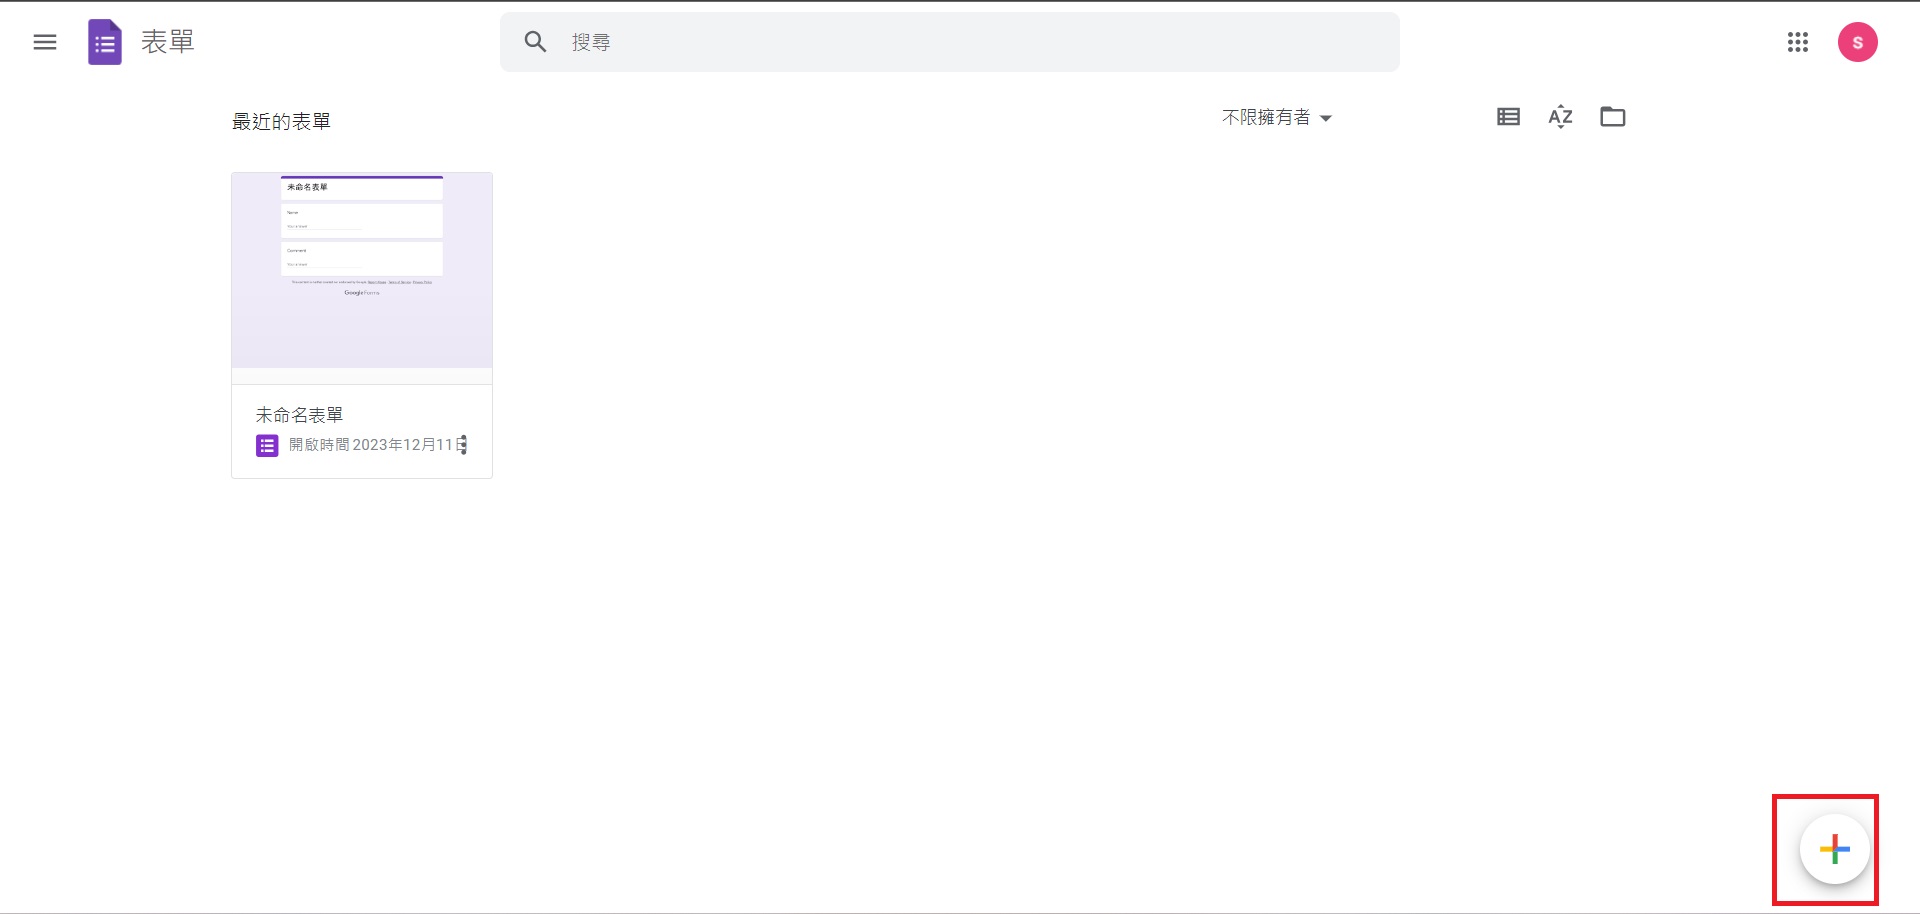 表單
搜尋
S
最近的表單
不限擁有者
AZ
未命名表單
Name
Comment
Google Forms
未命名表單
開啟時間 2023年12月11日